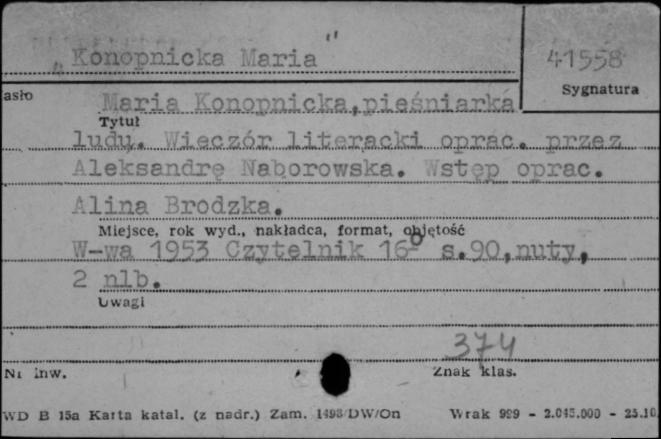 „Konopnicka Maria"
41558
Sygnatura
asło
Maria Konopnicka,pieśniarka
Tytuł
ludu. Wieczór literacki oprac. przez
Aleksandrę Naborowska. Wstęp oprac.
Alina Brodzka.
Miejsce, rok wyd., nakładca, format, objętość
W-wa 1953 Czytelnik 16° s.90,nuty,
2 nlb.
Uwagi
374
Nr inw.
Znak klas.
WD B 15a Karta katal. (z nadr.) Zam. 1498/DW/On Wrak 999 - 2.045.000 - 25.10